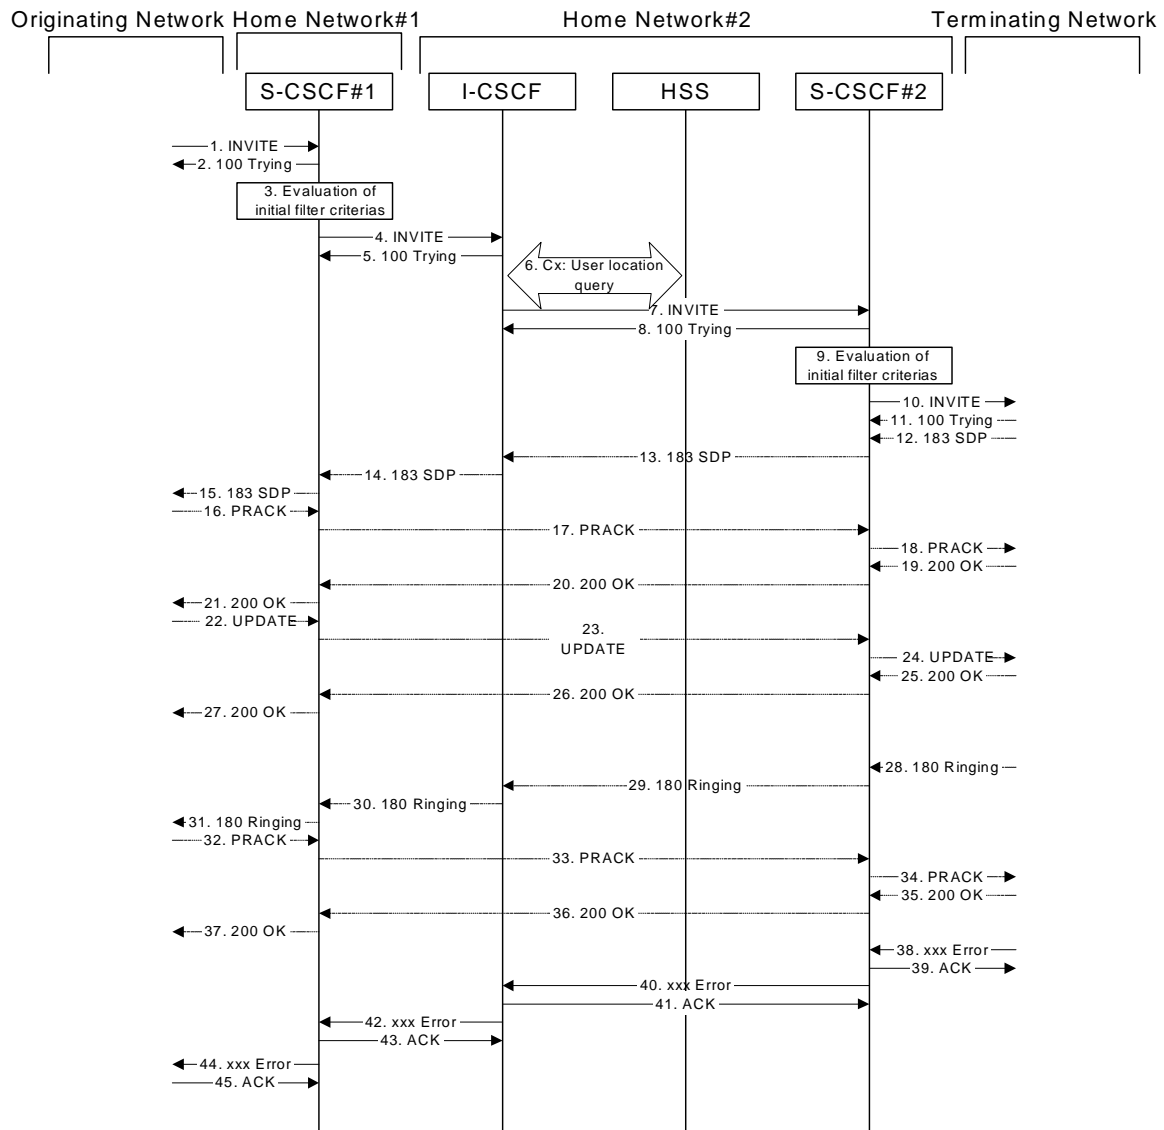 Originating Network Home Network#1 Home Network#2 Terminating Network
S-CSCF#1 I-CSCF HSS S-CSCF#2
1. INVITE
2. 100 Trying
3. Evaluation of
initial filter criterias
4. INVITE
5. 100 Trying
6. Cx: User location
query
7. INVITE
8. 100 Trying
9. Evaluation of
initial filter criterias
10. INVITE
11. 100 Trying
12. 183 SDP
13. 183 SDP
14. 183 SDP
15. 183 SDP
16. PRACK
17. PRACK
18. PRACK
19. 200 OK
20. 200 OK
21. 200 OK
22. UPDATE
23.
UPDATE
24. UPDATE
25. 200 OK
26. 200 OK
27. 200 OK
28. 180 Ringing
29. 180 Ringing
30. 180 Ringing
31. 180 Ringing
32. PRACK
33. PRACK
34. PRACK
35. 200 OK
36. 200 OK
37. 200 OK
38. xxx Error
39. ACK
40. xxx Error
41. ACK
42. xxx Error
43. ACK
44. xxx Error
45. ACK